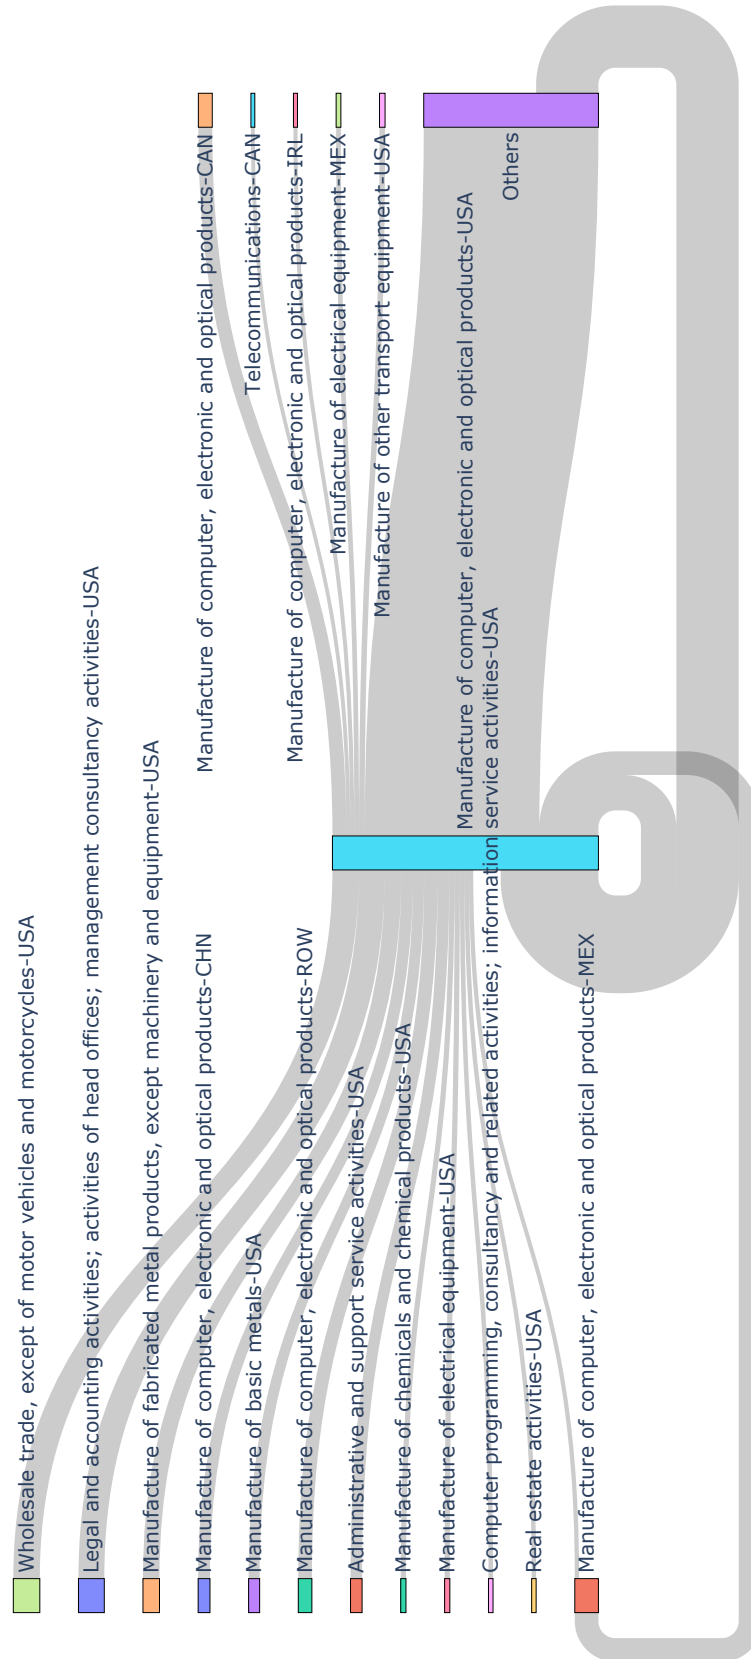 Wholesale trade, except of motor vehicles and motorcycles-USA
Legal and accounting activities; activities of head offices; management consultancy activities-USA
Manufacture of fabricated metal products, except machinery and equipment-USA
Manufacture of computer, electronic and optical products-CHN
Manufacture of basic metals-USA
Manufacture of computer, electronic and optical products-ROW
Administrative and support service activities-USA
Manufacture of chemicals and chemical products-USA
Manufacture of electrical equipment-USA
Computer programming, consultancy and related activities; information service activities-USA
Real estate activities-USA
Manufacture of computer, electronic and optical products-MEX
Manufacture of computer, electronic and optical products-USA
Manufacture of computer, electronic and optical products-CAN
Telecommunications-CAN
Manufacture of computer, electronic and optical products-IRL
Manufacture of electrical equipment-MEX
Manufacture of other transport equipment-USA
Others